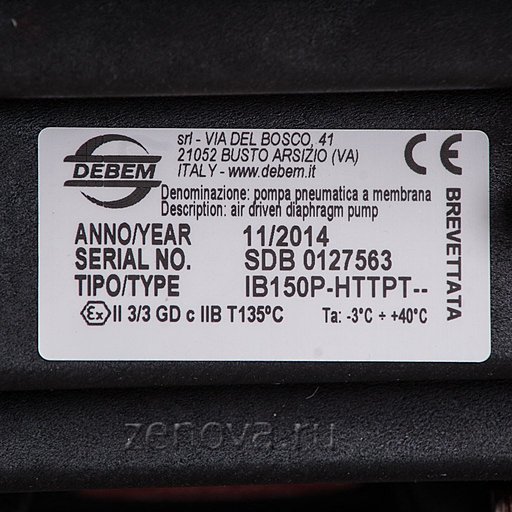 DEBEM
srl - VIA DEL BOSCO, 41
21052 BUSTO ARSIZIO (VA)
ITALY - www.debem.it
CE
Denominazione: pompa pneumatica a membrana
Description: air driven diaphragm pump
ANNO/YEAR 11/2014
SERIAL NO. SDB 0127563
TIPO/TYPE IB150P-HTTPT--
Ex II 3/3 GD c IIB T135ºC Ta: -3°C ÷ +40°C
BREVETTATA
zenova.ru